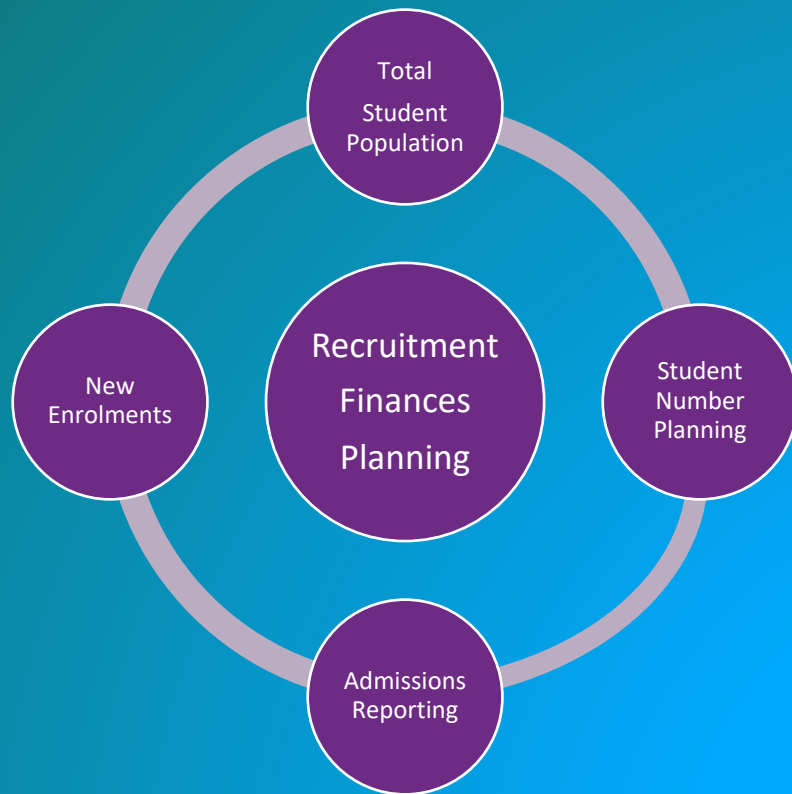 Total
Student
Population
Recruitment
Finances
Planning
New
Enrolments
Student
Number
Planning
Admissions
Reporting